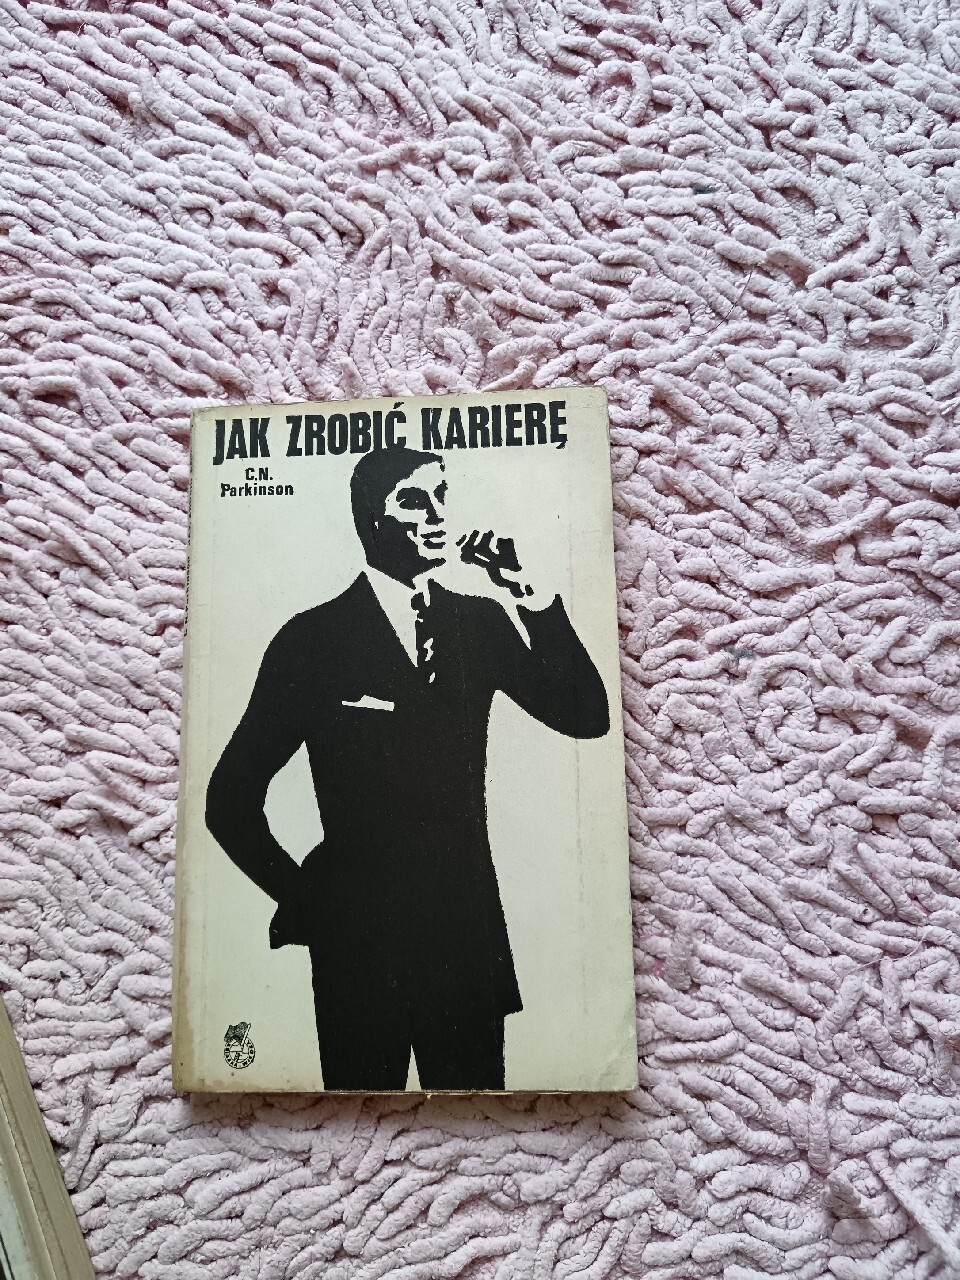 JAK ZROBIĆ KARIERĘ
C.N.
Parkinson